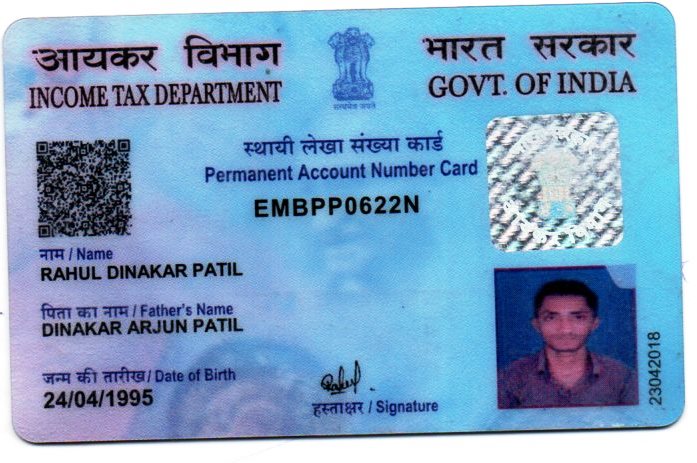 आयकर विभाग
INCOME TAX DEPARTMENT
सत्यमेव जयते
भारत सरकार
GOVT. OF INDIA
स्थायी लेखा संख्या कार्ड
Permanent Account Number Card
EMBPP0622N
नाम / Name
RAHUL DINAKAR PATIL
पिता का नाम / Father's Name
DINAKAR ARJUN PATIL
जन्म की तारीख / Date of Birth
24/04/1995
Rahul
हस्ताक्षर / Signature
23042018